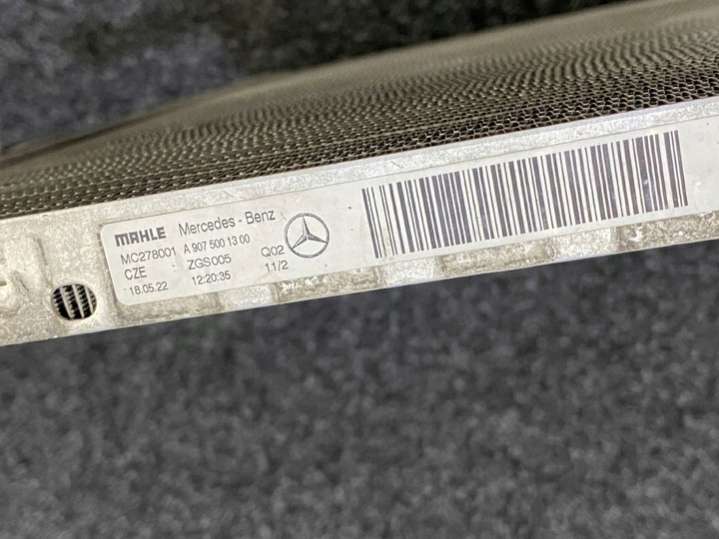 MAHLE Mercedes-Benz
MC278001 A 907 500 13 00
CZE ZGS005 Q02
18.05.22 12:20:35 11/2